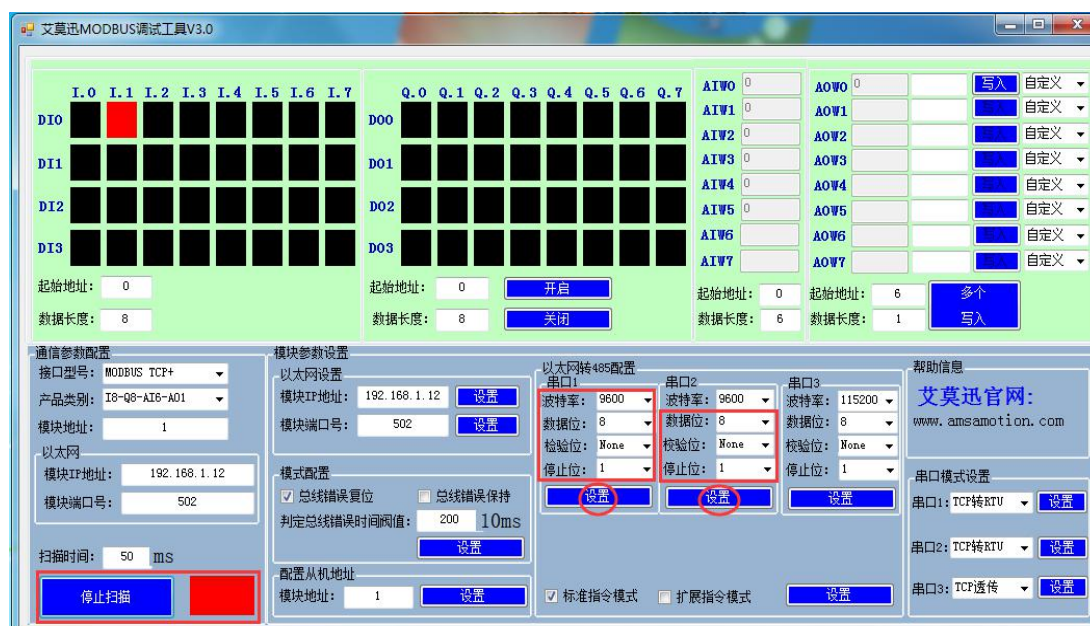 艾莫迅MODBUS调试工具V3.0
I.0 I.1 I.2 I.3 I.4 I.5 I.6 I.7
DI0
DI1
DI2
DI3
起始地址: 0
数据长度: 8
Q.0 Q.1 Q.2 Q.3 Q.4 Q.5 Q.6 Q.7
DO0
DO1
DO2
DO3
起始地址: 0 开启
数据长度: 8 关闭
AIW0 0
AIW1 0
AIW2 0
AIW3 0
AIW4 0
AIW5 0
AIW6
AIW7
起始地址: 0
数据长度: 6
AOW0 0 写入 自定义
AOW1 自定义
AOW2 自定义
AOW3 自定义
AOW4 自定义
AOW5 自定义
AOW6 自定义
AOW7 自定义
起始地址: 6 多个
数据长度: 1 写入
通信参数配置
接口型号: MODBUS TCP+
产品类别: I8-Q8-AI6-AO1
模块地址: 1
以太网
模块IP地址: 192.168.1.12
模块端口号: 502
扫描时间: 50 ms
停止扫描
模块参数设置
以太网设置
模块IP地址: 192.168.1.12 设置
模块端口号: 502 设置
模式配置
总线错误复位 总线错误保持
判定总线错误时间阀值: 200 10ms
设置
配置从机地址
模块地址: 1 设置
以太网转485配置
串口1
波特率: 9600
数据位: 8
检验位: None
停止位: 1
设置
串口2
波特率: 9600
数据位: 8
校验位: None
停止位: 1
设置
串口3
波特率: 115200
数据位: 8
校验位: None
停止位: 1
设置
标准指令模式 扩展指令模式 设置
帮助信息
艾莫迅官网:
www.amsamotion.com
串口模式设置
串口1: TCP转RTU 设置
串口2: TCP转RTU 设置
串口3: TCP透传 设置